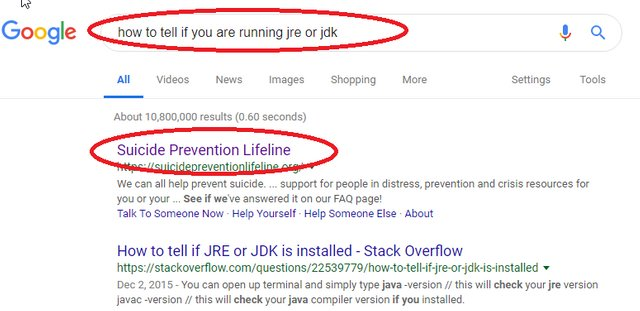 Google how to tell if you are running jre or jdk
All Videos News Images Shopping More Settings Tools
About 10,800,000 results (0.60 seconds)
Suicide Prevention Lifeline
https://suicidepreventionlifeline.org/
We can all help prevent suicide. ... support for people in distress, prevention and crisis resources for
you or your ... See if we've answered it on our FAQ page!
Talk To Someone Now · Help Yourself · Help Someone Else · About
How to tell if JRE or JDK is installed - Stack Overflow
https://stackoverflow.com/questions/22539779/how-to-tell-if-jre-or-jdk-is-installed
Dec 2, 2015 - You can open up terminal and simply type java -version // this will check your jre version
javac -version // this will check your java compiler version if you installed.